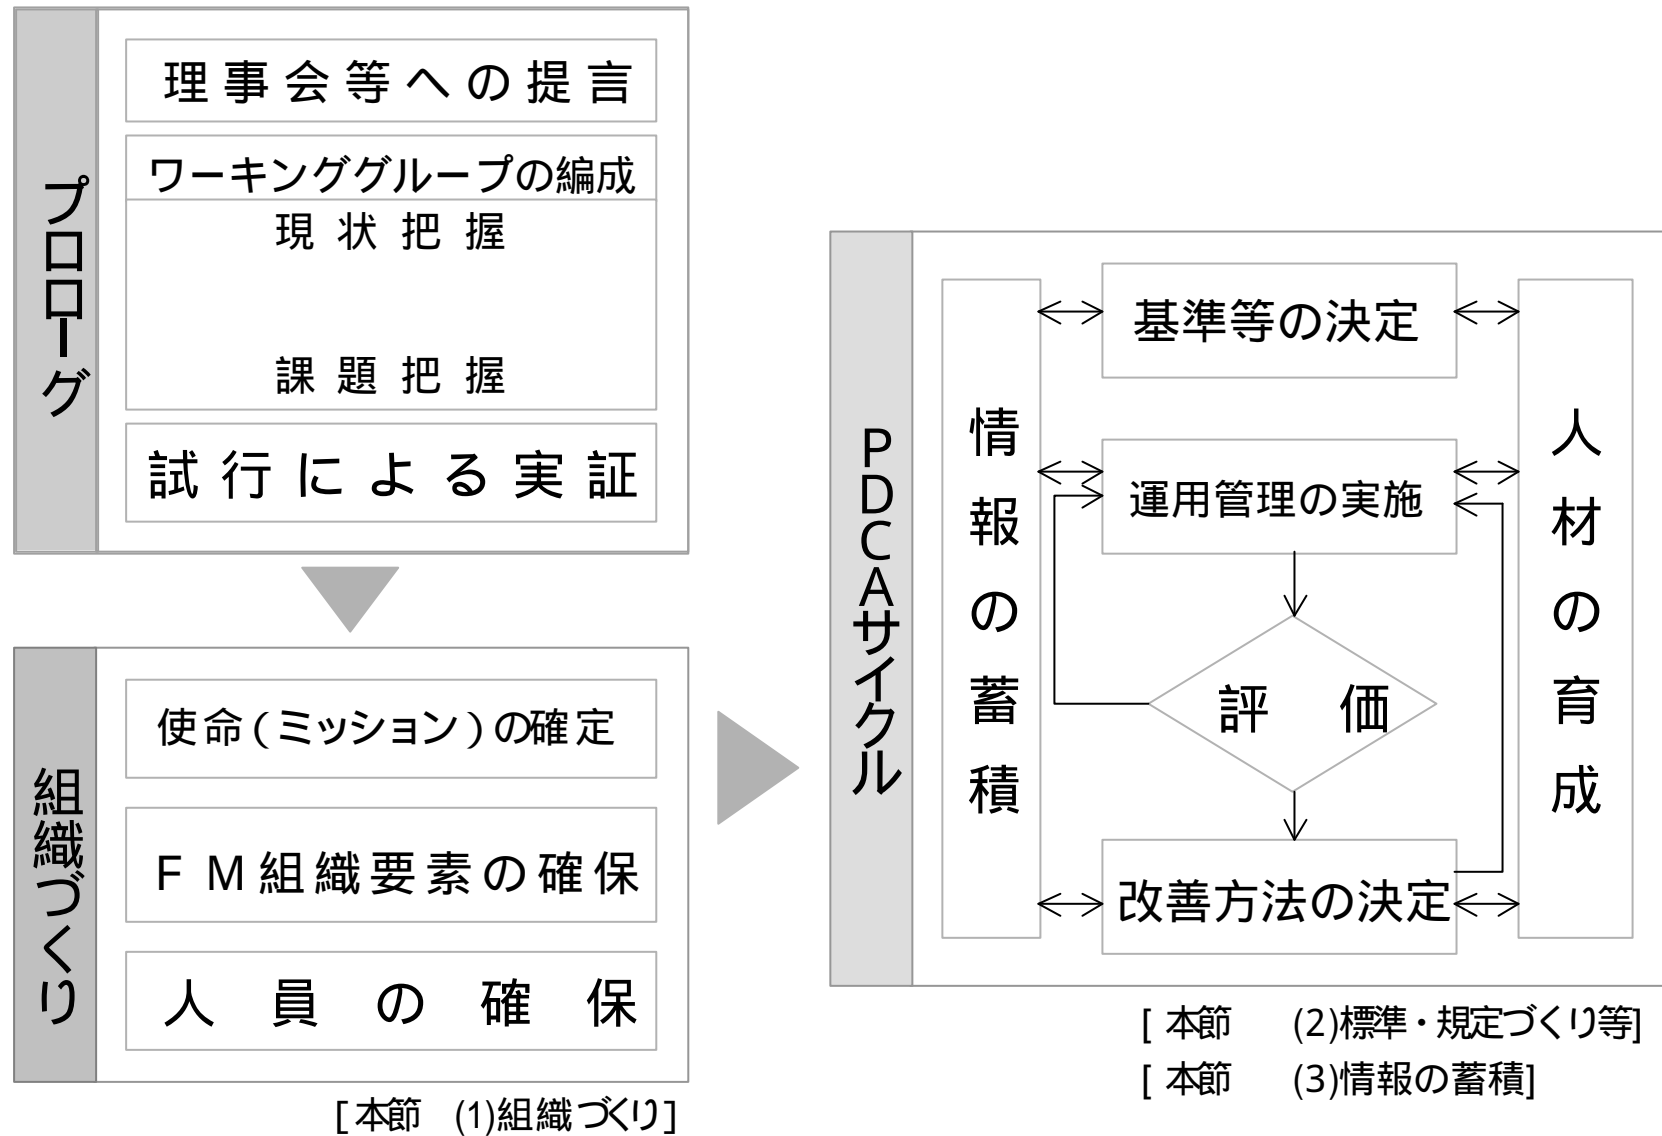 プロローグ
理事会等への提言
ワーキンググループの編成
現状把握
課題把握
試行による実証
組織づくり
使命(ミッション)の確定
FM組織要素の確保
人員の確保
[本節 (1)組織づくり]
PDCAサイクル
情報の蓄積
基準等の決定
運用管理の実施
評価
改善方法の決定
人材の育成
[本節 (2)標準・規定づくり等]
[本節 (3)情報の蓄積]